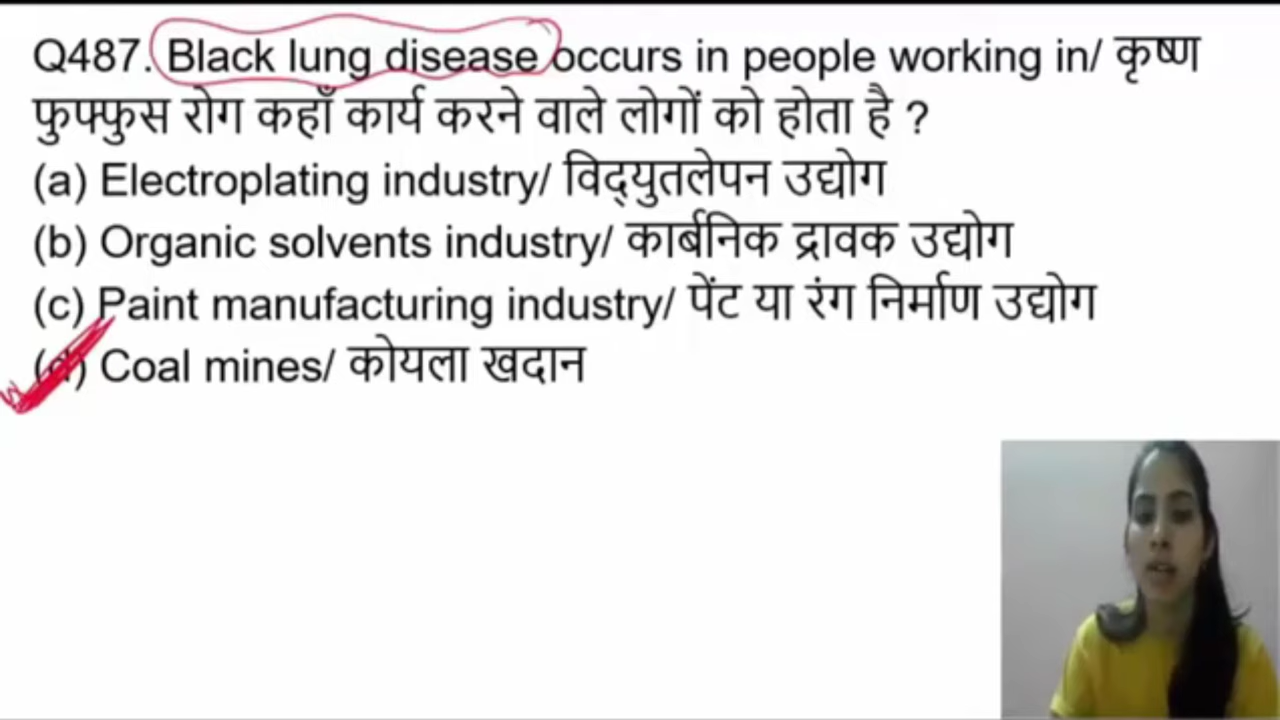 Q487. Black lung disease occurs in people working in/ कृष्ण
फुफ्फुस रोग कहाँ कार्य करने वाले लोगों को होता है ?
(a) Electroplating industry/ विद्युतलेपन उद्योग
(b) Organic solvents industry/ कार्बनिक द्रावक उद्योग
(c) Paint manufacturing industry/ पेंट या रंग निर्माण उद्योग
(d) Coal mines/ कोयला खदान